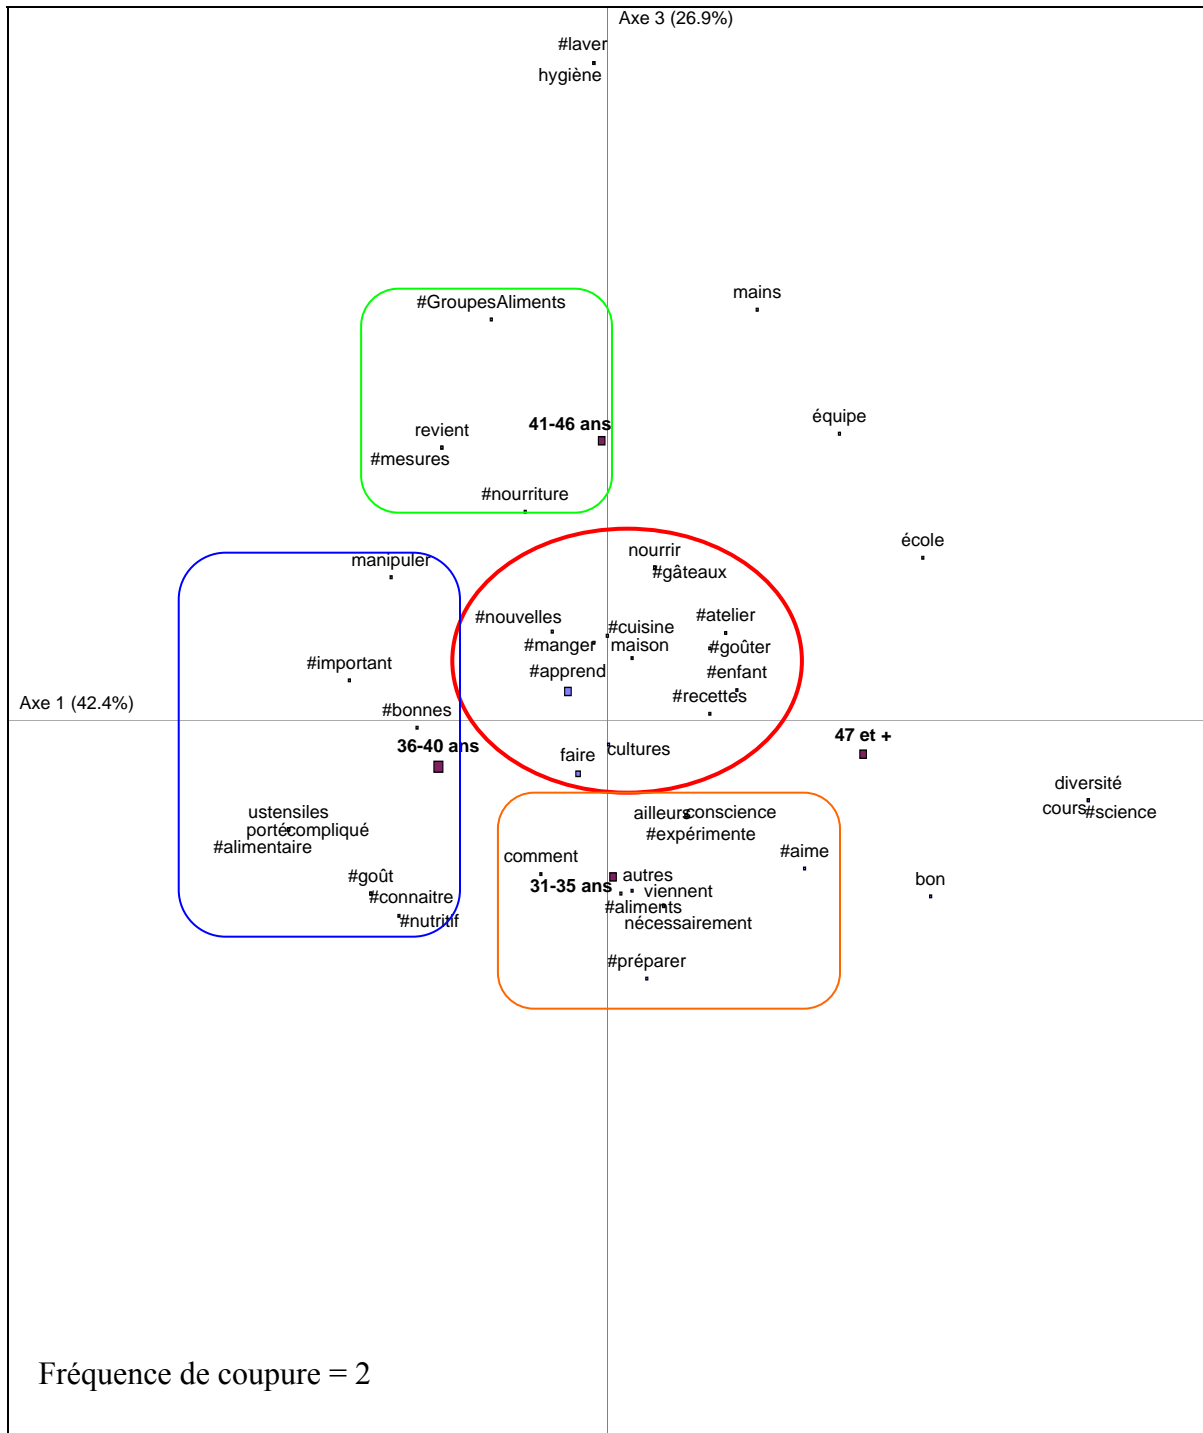 Axe 3 (26.9%)
#laver
hygiène
mains
#GroupesAliments
équipe
41-46 ans
revient
#mesures
#nourriture
école
nourrir
manipuler
#gâteaux
#nouvelles
#atelier
#cuisine
#manger
maison
#goûter
#important
#apprend
#enfant
#recettes
Axe 1 (42.4%)
#bonnes
47 et +
36-40 ans
faire
cultures
diversité
cours
#science
ustensiles
porté
compliqué
#alimentaire
ailleurs
conscience
#expérimente
comment
#aime
#goût
autres
bon
31-35 ans
viennent
#connaitre
#aliments
#nutritif
nécessairement
#préparer
Fréquence de coupure = 2